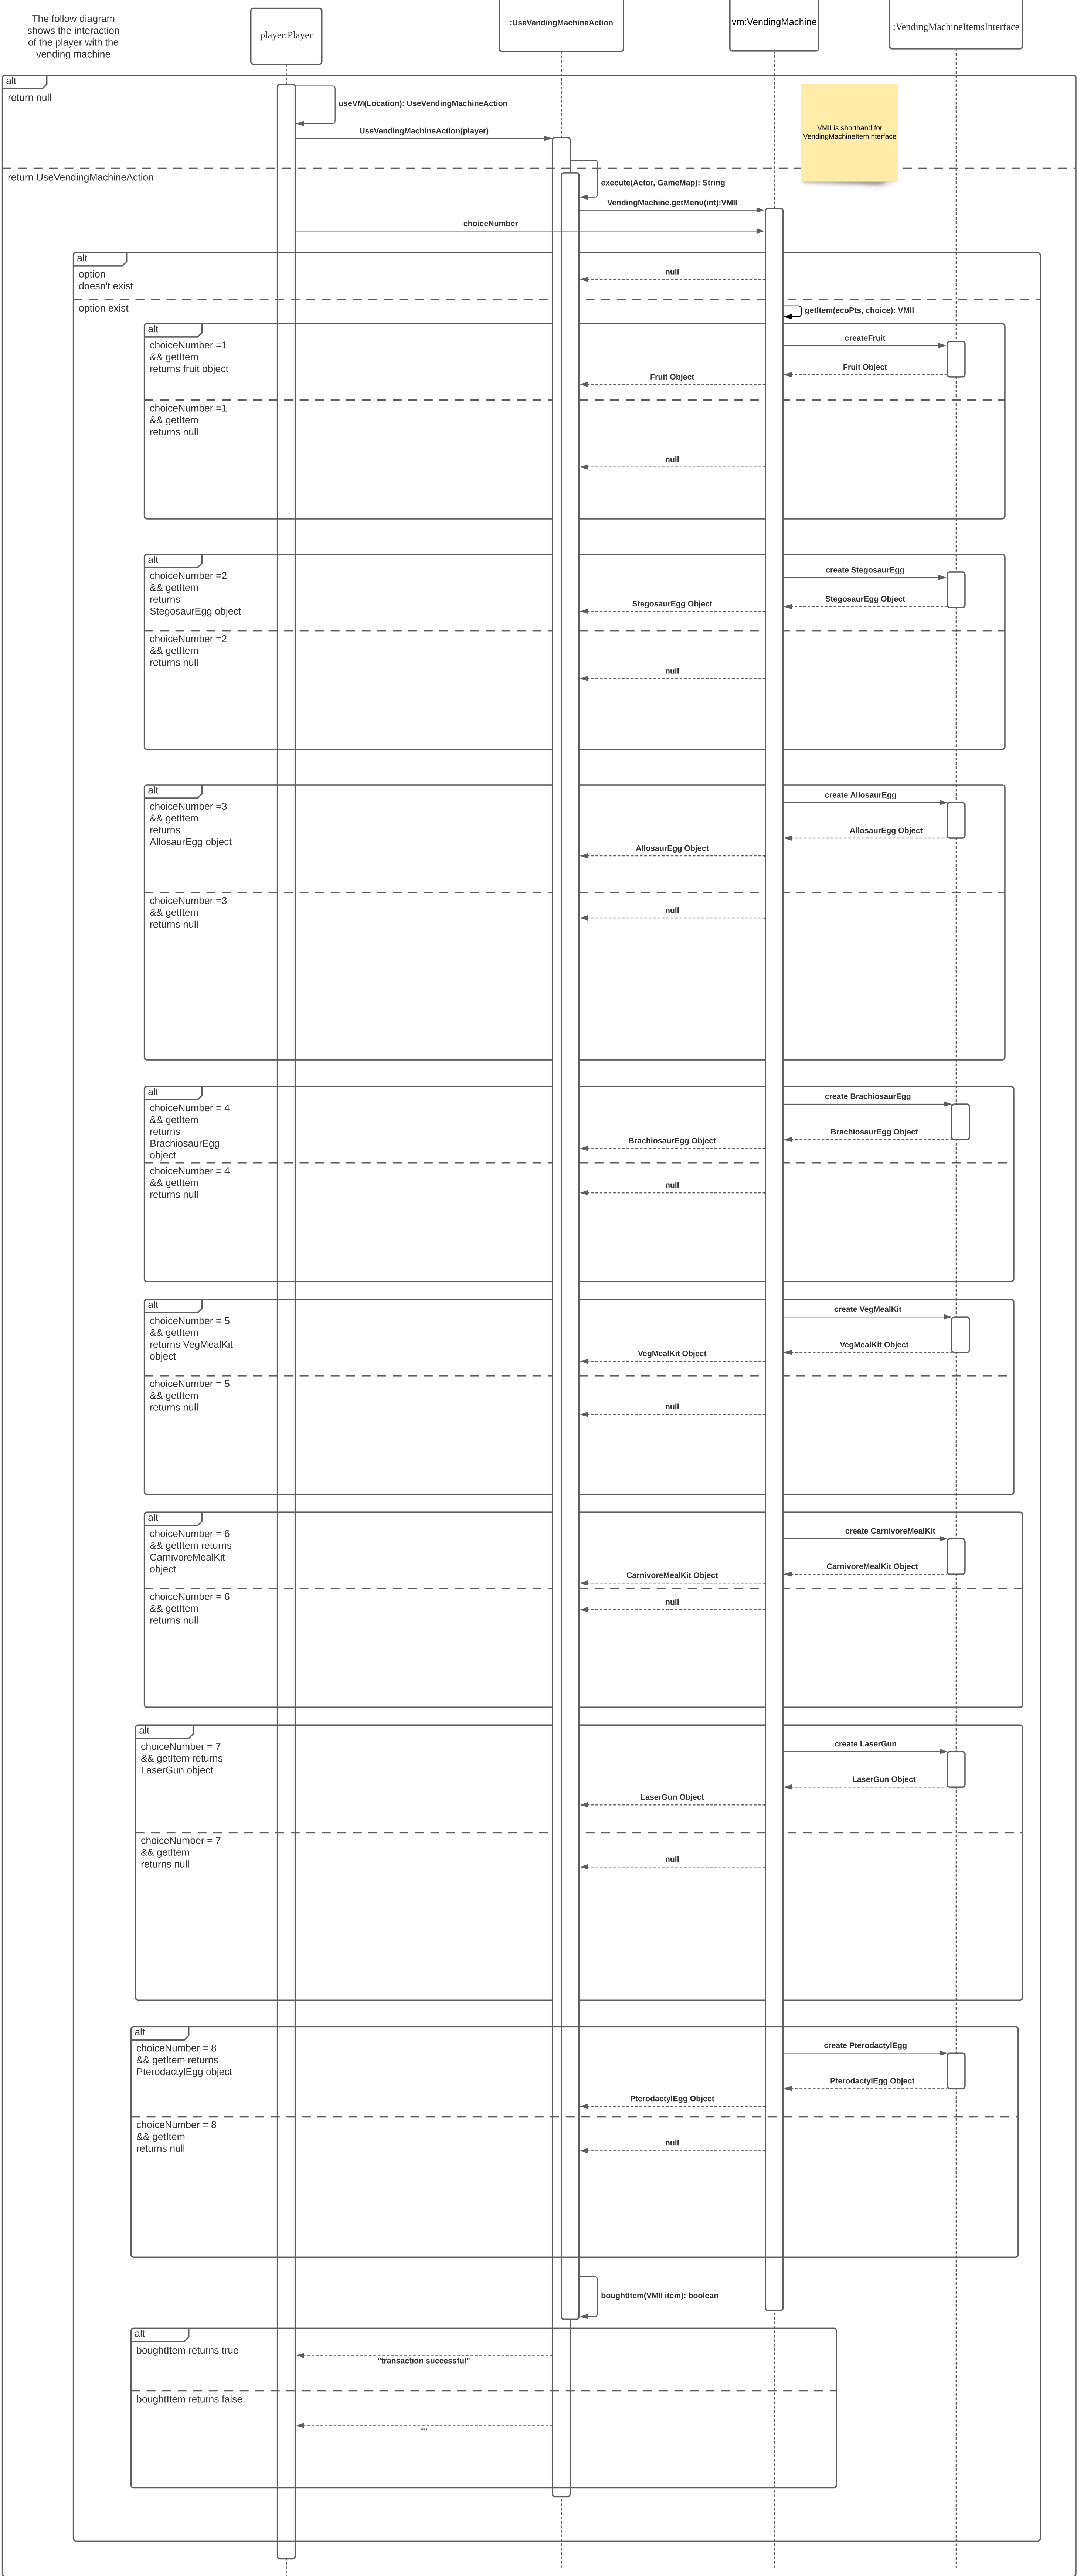 The follow diagram
shows the interaction
of the player with the
vending machine
player:Player
:UseVendingMachineAction
vm:VendingMachine
:VendingMachineItemsInterface
alt
return null
useVM(Location): UseVendingMachineAction
UseVendingMachineAction(player)
VMII is shorthand for
VendingMachineItemInterface
return UseVendingMachineAction
execute(Actor, GameMap): String
VendingMachine.getMenu(int):VMII
choiceNumber
alt
option
doesn't exist
null
option exist
getItem(ecoPts, choice): VMII
alt
choiceNumber =1
&& getItem
returns fruit object
createFruit
Fruit Object
Fruit Object
choiceNumber =1
&& getItem
returns null
null
alt
choiceNumber =2
&& getItem
returns
StegosaurEgg object
create StegosaurEgg
StegosaurEgg Object
StegosaurEgg Object
choiceNumber =2
&& getItem
returns null
null
alt
choiceNumber =3
&& getItem
returns
AllosaurEgg object
create AllosaurEgg
AllosaurEgg Object
AllosaurEgg Object
choiceNumber =3
&& getItem
returns null
null
alt
choiceNumber = 4
&& getItem
returns
BrachiosaurEgg
object
create BrachiosaurEgg
BrachiosaurEgg Object
BrachiosaurEgg Object
choiceNumber = 4
&& getItem
returns null
null
alt
choiceNumber = 5
&& getItem
returns VegMealKit
object
create VegMealKit
VegMealKit Object
VegMealKit Object
choiceNumber = 5
&& getItem
returns null
null
alt
choiceNumber = 6
&& getItem returns
CarnivoreMealKit
object
create CarnivoreMealKit
CarnivoreMealKit Object
CarnivoreMealKit Object
choiceNumber = 6
&& getItem
returns null
null
alt
choiceNumber = 7
&& getItem returns
LaserGun object
create LaserGun
LaserGun Object
LaserGun Object
choiceNumber = 7
&& getItem
returns null
null
alt
choiceNumber = 8
&& getItem returns
PterodactylEgg object
create PterodactylEgg
PterodactylEgg Object
PterodactylEgg Object
choiceNumber = 8
&& getItem
returns null
null
boughtItem(VMII item): boolean
alt
boughtItem returns true
"transaction successful"
boughtItem returns false
""